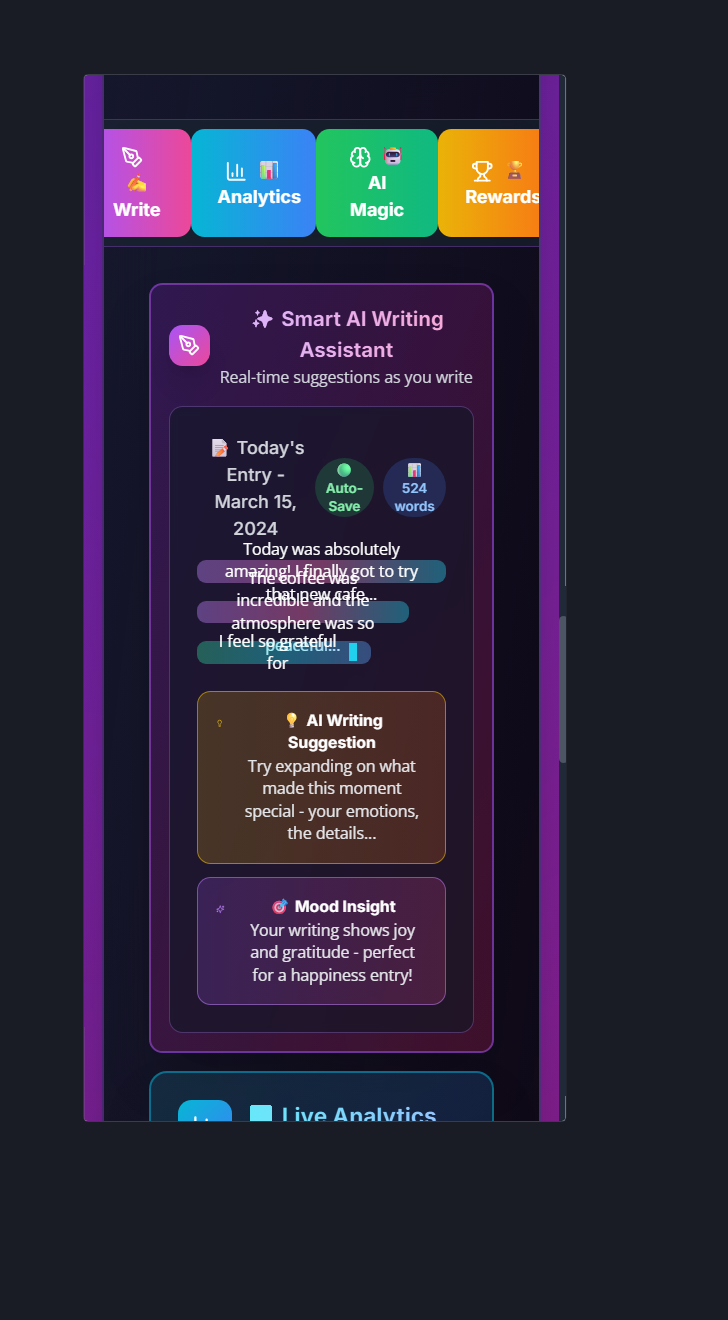 ✍️
Write
📊
Analytics
🤖
AI
Magic
🏆
Rewards
✨ Smart AI Writing
Assistant
Real-time suggestions as you write
📝 Today's
Entry -
March 15,
2024
🟢
Auto-
Save
📊
524
words
Today was absolutely
amazing! I finally got to try
that new cafe...
The coffee was
incredible and the
atmosphere was so
peaceful...
I feel so grateful
for
💡 AI Writing
Suggestion
Try expanding on what
made this moment
special - your emotions,
the details...
🎯 Mood Insight
Your writing shows joy
and gratitude - perfect
for a happiness entry!
Live Analytics